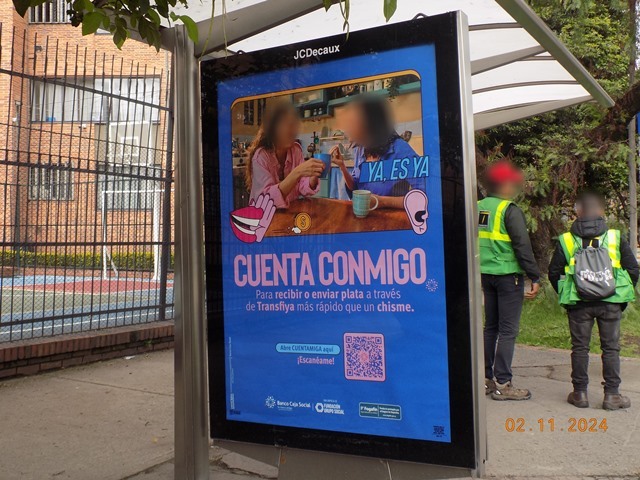 JCDecaux
YA, ES YA
CUENTA CONMIGO
Para recibir o enviar plata a través
de Transfiya más rápido que un chisme.
Abre CUENTAMIGA aquí
¡Escanéame!
Banco Caja Social
FUNDACIÓN
GRUPO SOCIAL
02.11.2024